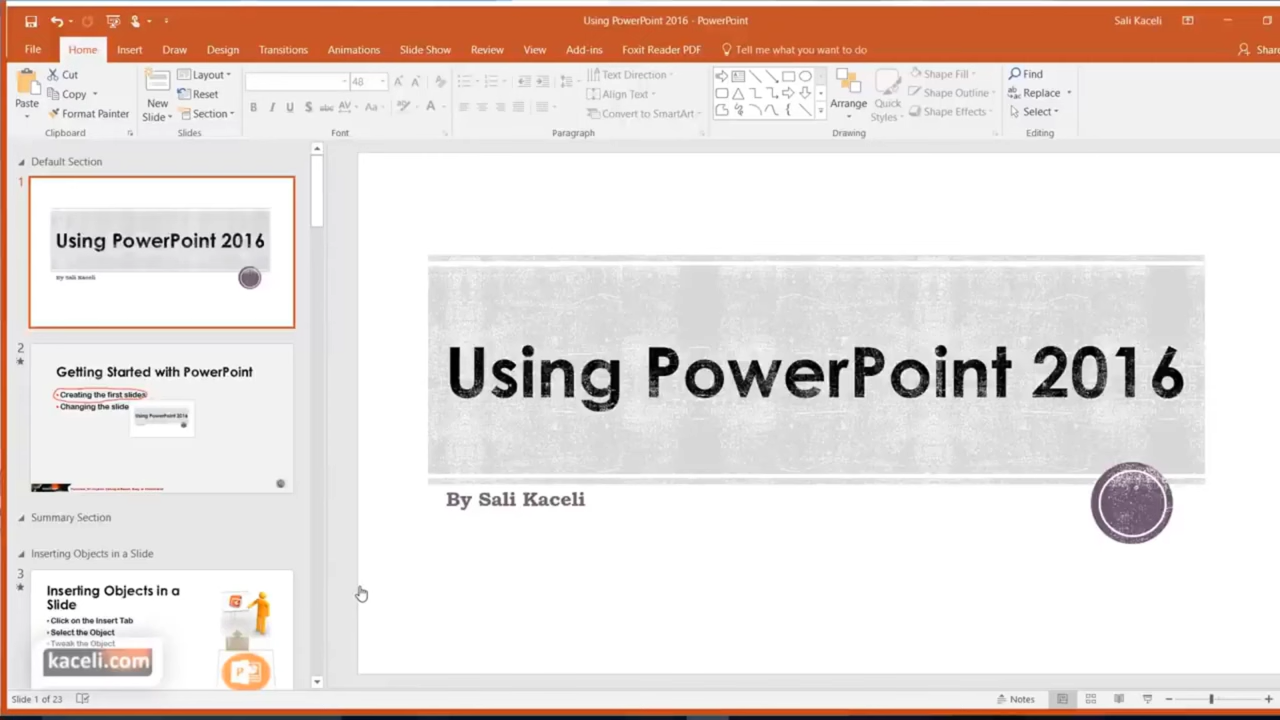 Using PowerPoint 2016 - PowerPoint
Sali Kaceli
File Home Insert Draw Design Transitions Animations Slide Show Review View Add-ins Foxit Reader PDF Tell me what you want to do Share
Paste
Cut
Copy
Format Painter
Clipboard
New Slide
Layout
Reset
Section
Slides
48
Font
Text Direction
Align Text
Convert to SmartArt
Paragraph
Arrange
Quick Styles
Shape Fill
Shape Outline
Shape Effects
Drawing
Find
Replace
Select
Editing
Default Section
1
Using PowerPoint 2016
By Sali Kaceli
2
Getting Started with PowerPoint
• Creating the first slides
• Changing the slide
Using PowerPoint 2016
Summary Section
Inserting Objects in a Slide
3
Inserting Objects in a
Slide
• Click on the Insert Tab
• Select the Object
• Tweak the Object
kaceli.com
Using PowerPoint 2016
By Sali Kaceli
Slide 1 of 23
Notes